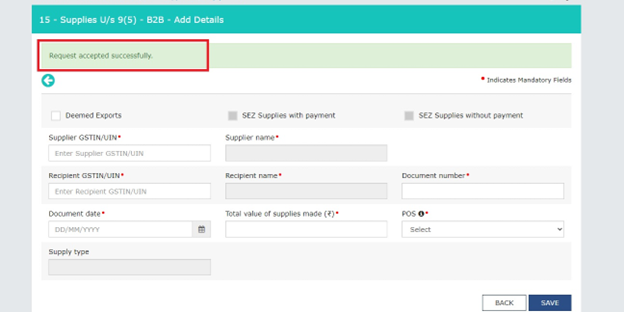 15 - Supplies U/s 9(5) - B2B - Add Details
Request accepted successfully.
• Indicates Mandatory Fields
Deemed Exports
SEZ Supplies with payment
SEZ Supplies without payment
Supplier GSTIN/UIN•
Supplier name•
Enter Supplier GSTIN/UIN
Recipient GSTIN/UIN•
Recipient name•
Document number•
Enter Recipient GSTIN/UIN
Document date•
Total value of supplies made (₹)•
POS •
DD/MM/YYYY
Select
Supply type
BACK
SAVE